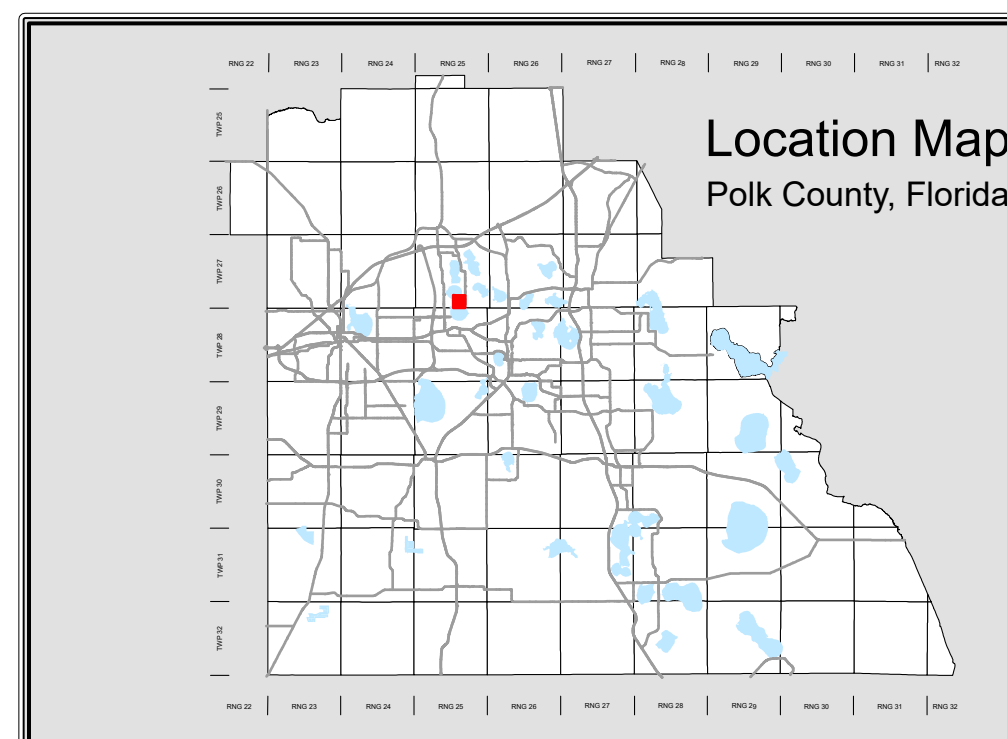 RNG 22 RNG 23 RNG 24 RNG 25 RNG 26 RNG 27 RNG 28 RNG 29 RNG 30 RNG 31 RNG 32
TWP 25
Location Map
Polk County, Florida
TWP 26
TWP 27
TWP 28
TWP 29
TWP 30
TWP 31
TWP 32
RNG 22 RNG 23 RNG 24 RNG 25 RNG 26 RNG 27 RNG 28 RNG 29 RNG 30 RNG 31 RNG 32